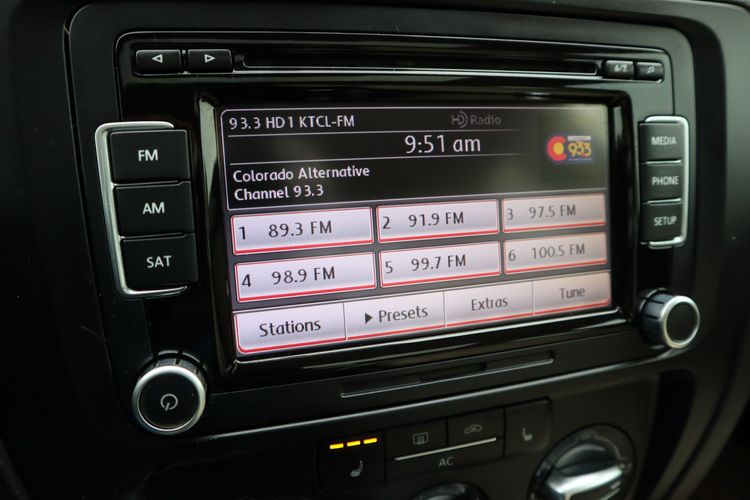 93.3 HD1 KTCL-FM
HD Radio
9:51 am
933
Colorado Alternative
Channel 93.3
FM
AM
SAT
MEDIA
PHONE
SETUP
1 89.3 FM
2 91.9 FM
3 97.5 FM
4 98.9 FM
5 99.7 FM
6 100.5 FM
Stations
Presets
Extras
Tune
AC